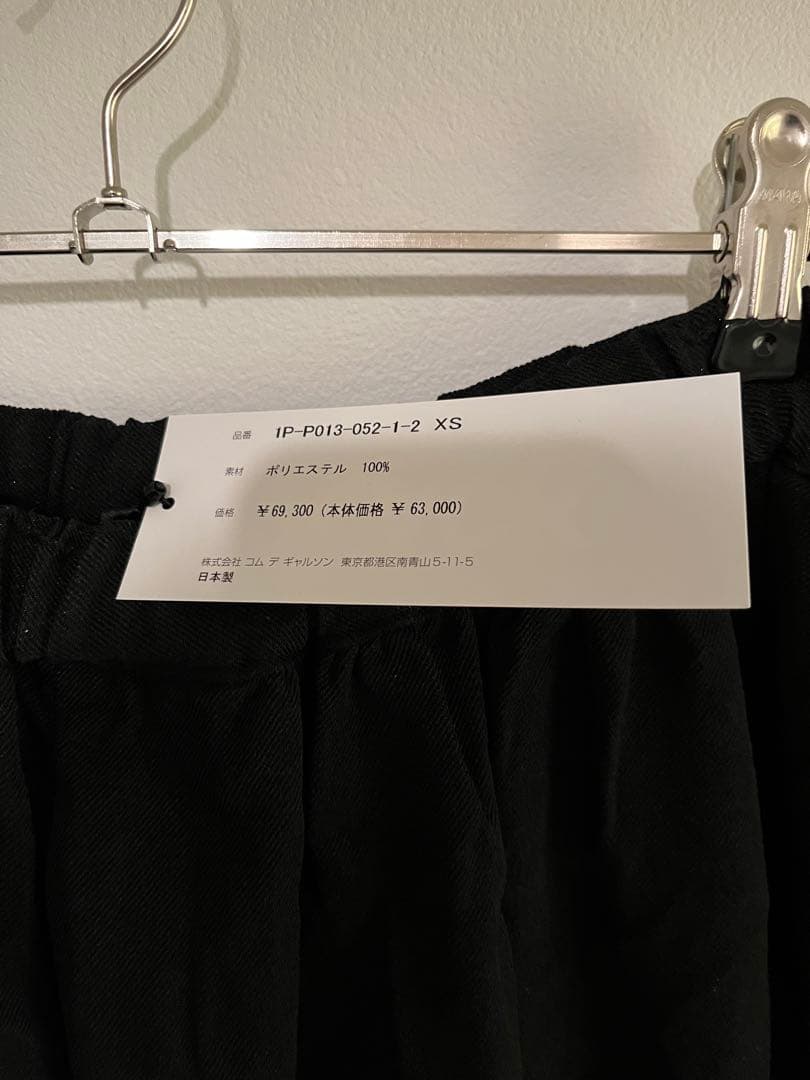 品番 1P-P013-052-1-2 XS
素材 ポリエステル 100%
価格 ￥69,300 (本体価格 ￥ 63,000)
株式会社 コム デ ギャルソン 東京都港区南青山5-11-5
日本製